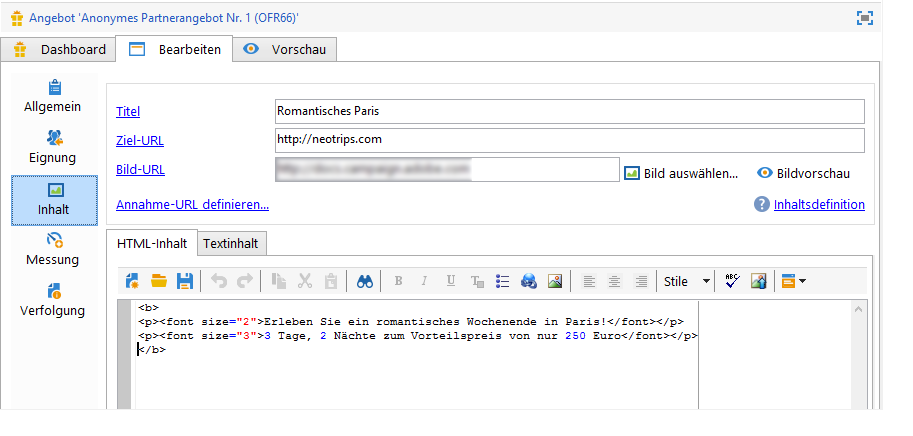 Angebot 'Anonymes Partnerangebot Nr. 1 (OFR66)'
Dashboard Bearbeiten Vorschau
Allgemein
Eignung
Inhalt
Messung
Verfolgung
Titel Romantisches Paris
Ziel-URL http://neotrips.com
Bild-URL Bild auswählen... Bildvorschau
Annahme-URL definieren... Inhaltsdefinition
HTML-Inhalt Textinhalt
B I U Stile ABC
<b>
<p><font size="2">Erleben Sie ein romantisches Wochenende in Paris!</font></p>
<p><font size="3">3 Tage, 2 Nächte zum Vorteilspreis von nur 250 Euro</font></p>
</b>